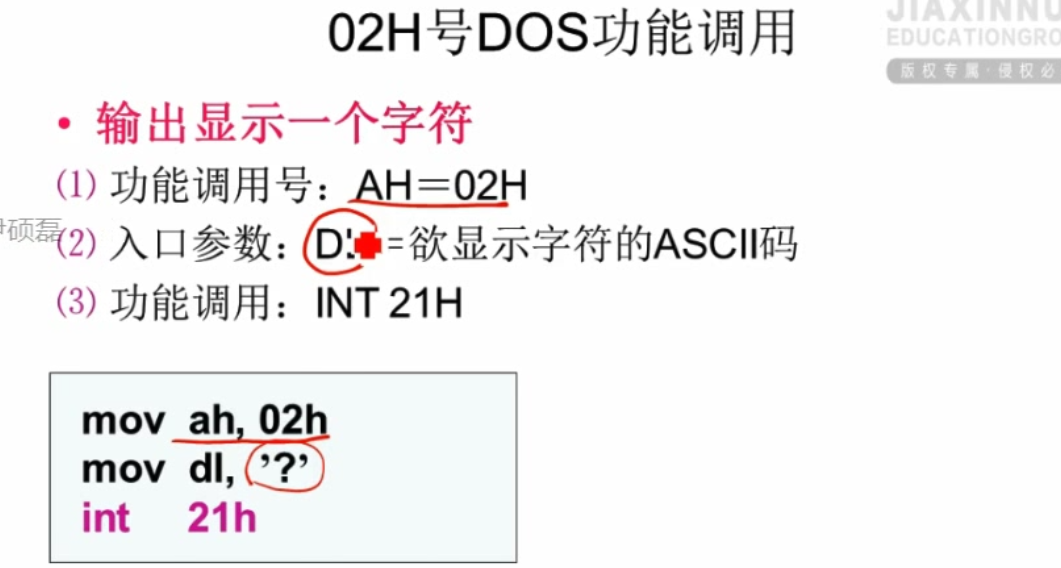 02H号DOS功能调用
JIAXINNU
EDUCATIONGRO
版权专属·侵权必
• 输出显示一个字符
⑴ 功能调用号：AH＝02H
硕磊
⑵ 入口参数：=欲显示字符的ASCII码
⑶ 功能调用：INT 21H
mov ah, 02h
mov dl, ’?’
int 21h